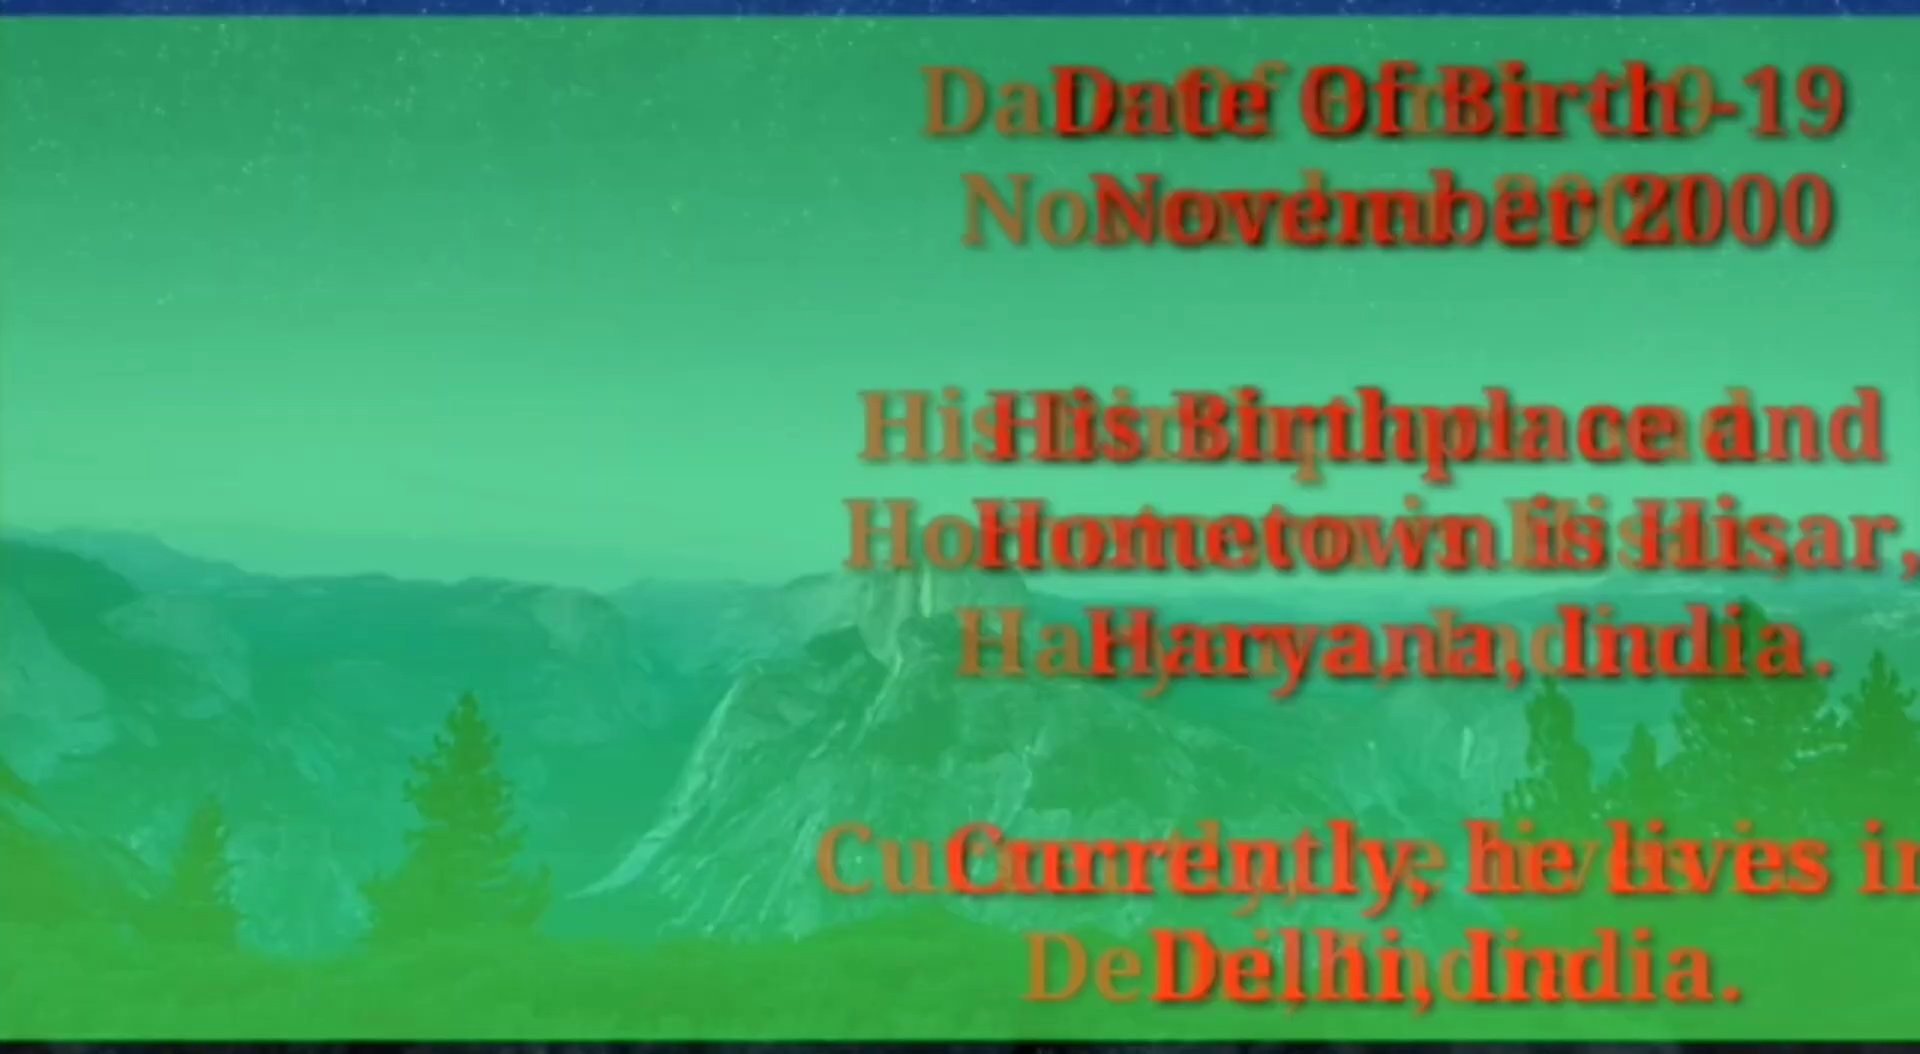 Date Of Birth -19
November 2000
His Birthplace and
Hometown is Hisar,
Haryana, India.
Currently, he lives in
Delhi, India.